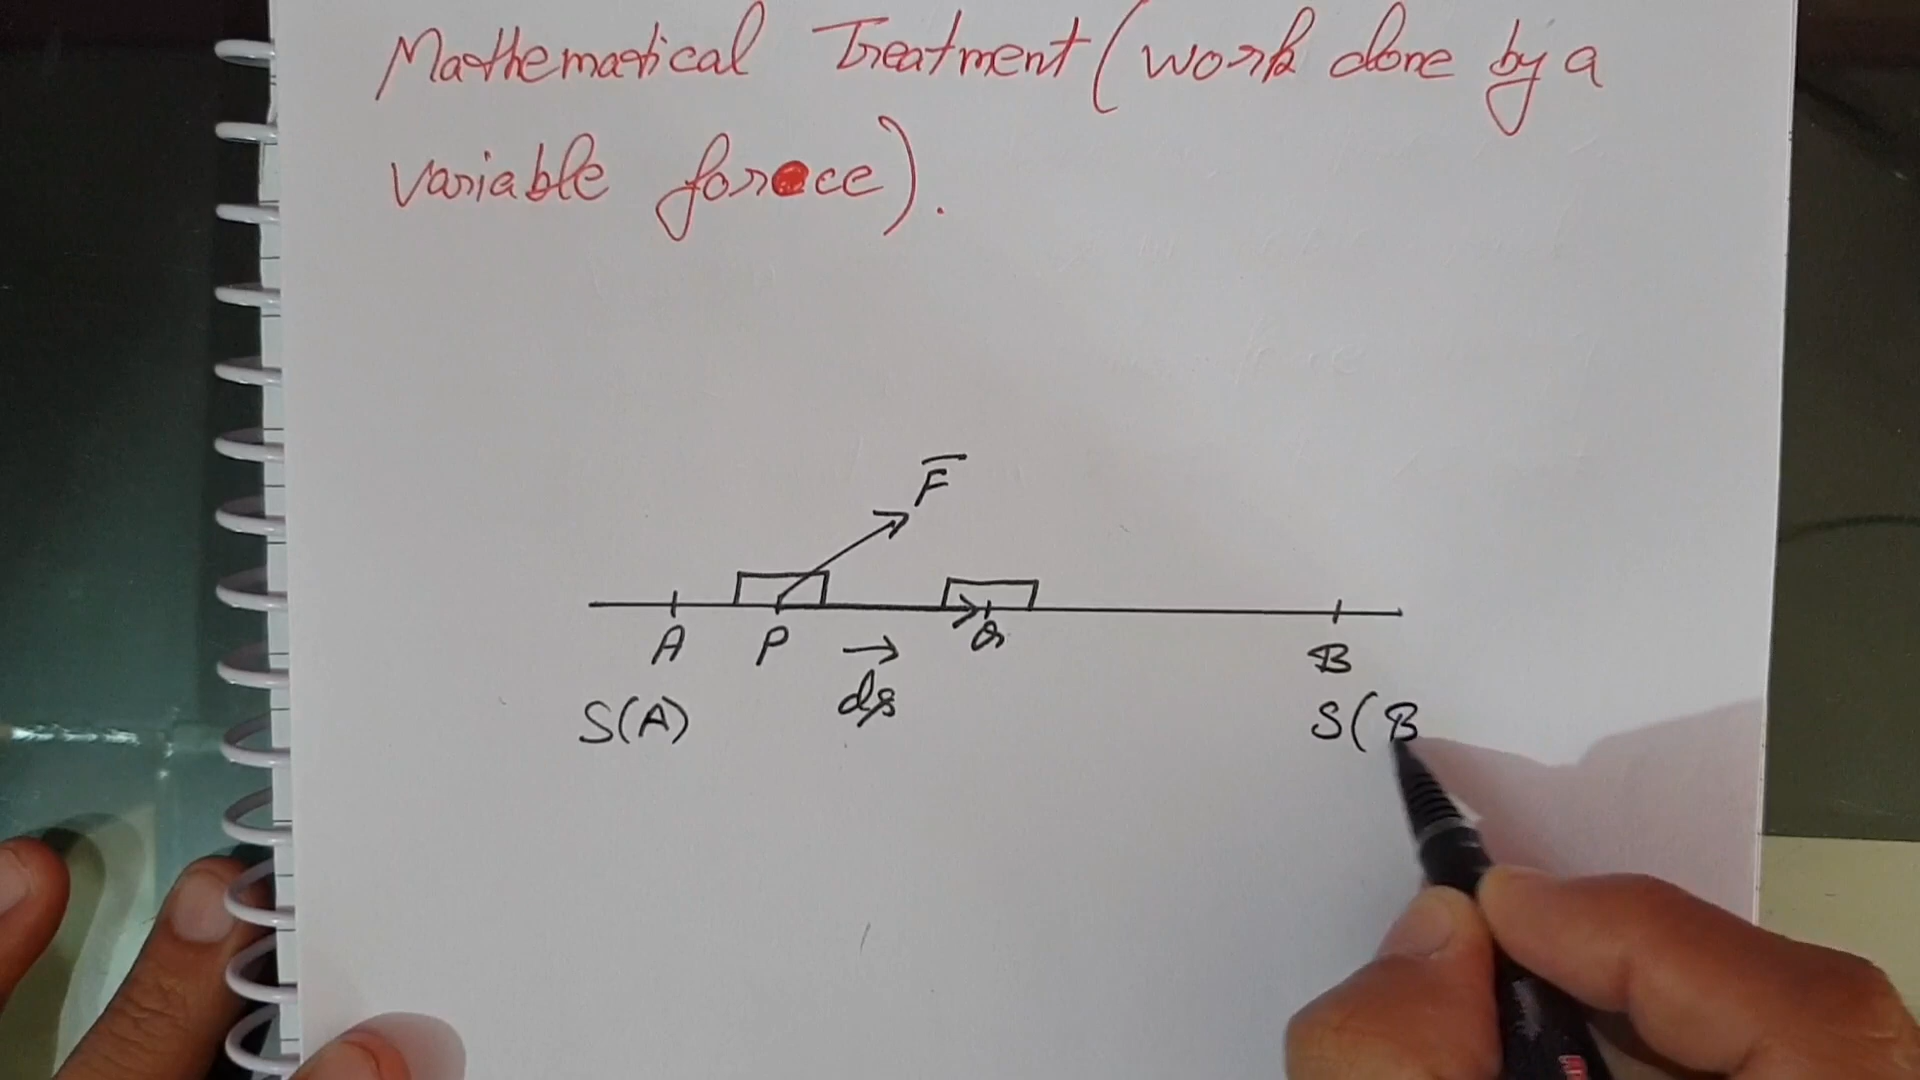 Mathematical Treatment (work done by a
variable force).
F
A P Q B
ds
S(A) S(B